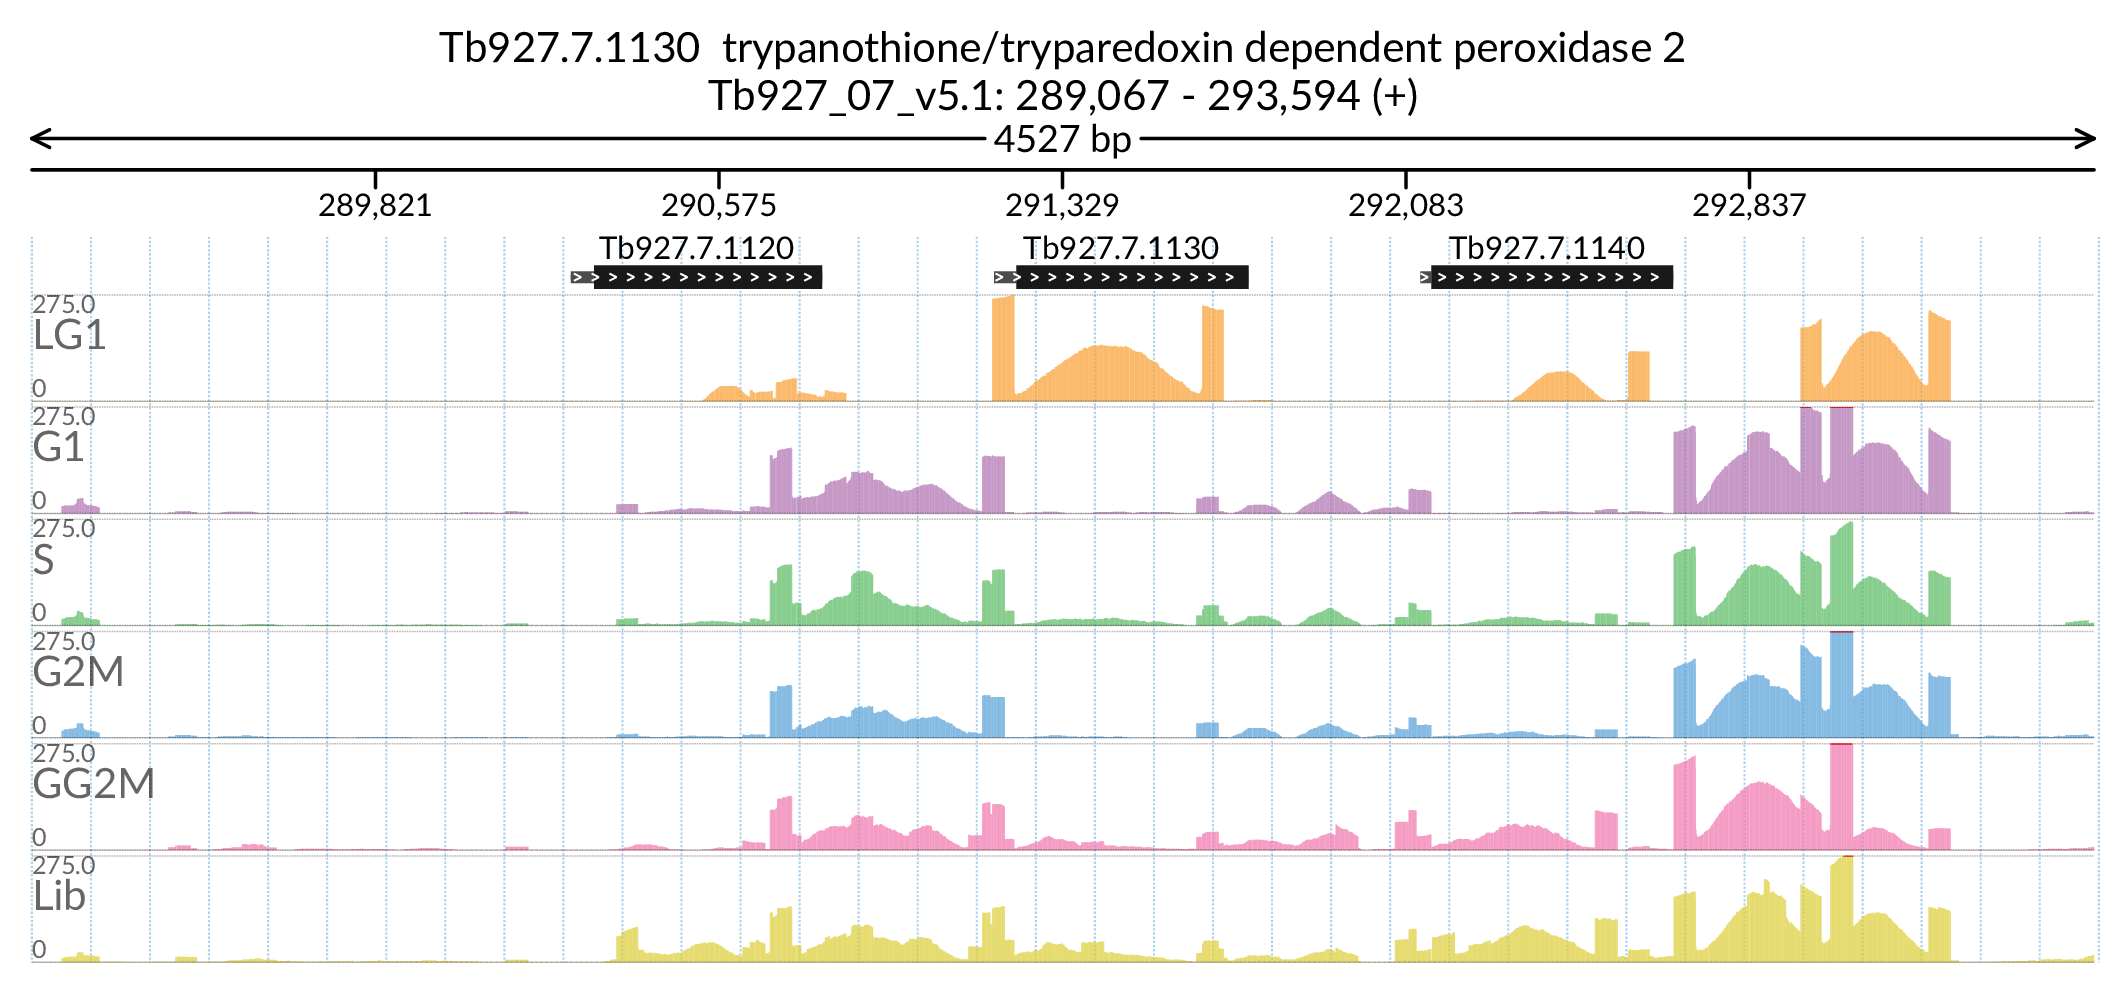 Tb927.7.1130  trypanothione/tryparedoxin dependent peroxidase 2
Tb927_07_v5.1: 289,067 - 293,594 (+)
4527 bp
289,821 290,575 291,329 292,083 292,837
Tb927.7.1120 Tb927.7.1130 Tb927.7.1140
275.0
LG1
0
275.0
G1
0
275.0
S
0
275.0
G2M
0
275.0
GG2M
0
275.0
Lib
0